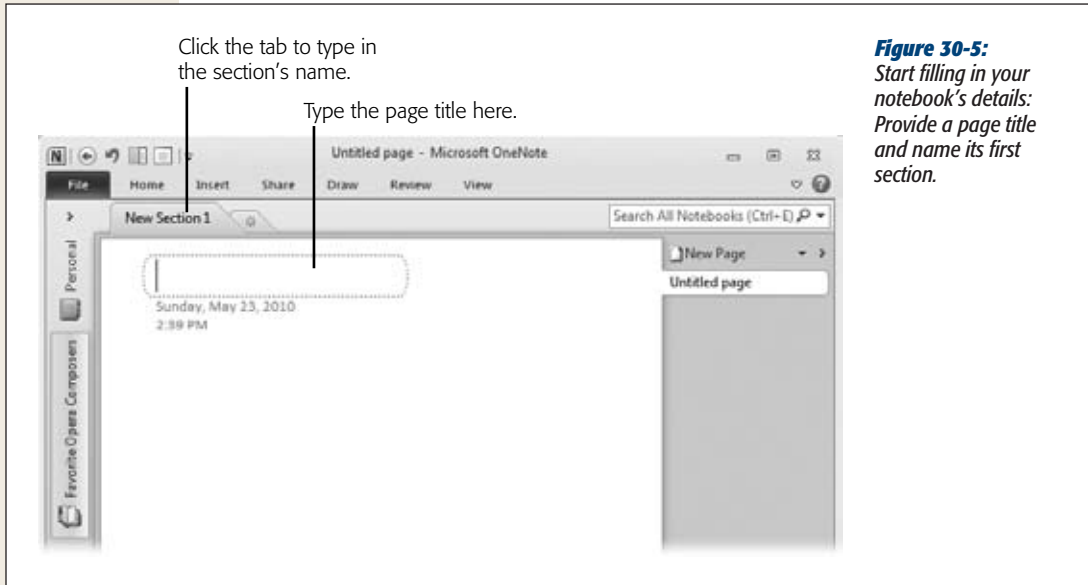 Click the tab to type in
the section's name.
Type the page title here.
Figure 30-5:
Start filling in your
notebook's details:
Provide a page title
and name its first
section.
Untitled page - Microsoft OneNote
File Home Insert Share Draw Review View
New Section 1
Search All Notebooks (Ctrl+E)
Personal
New Page
Untitled page
Sunday, May 23, 2010
2:39 PM
Favorite Opera Composers